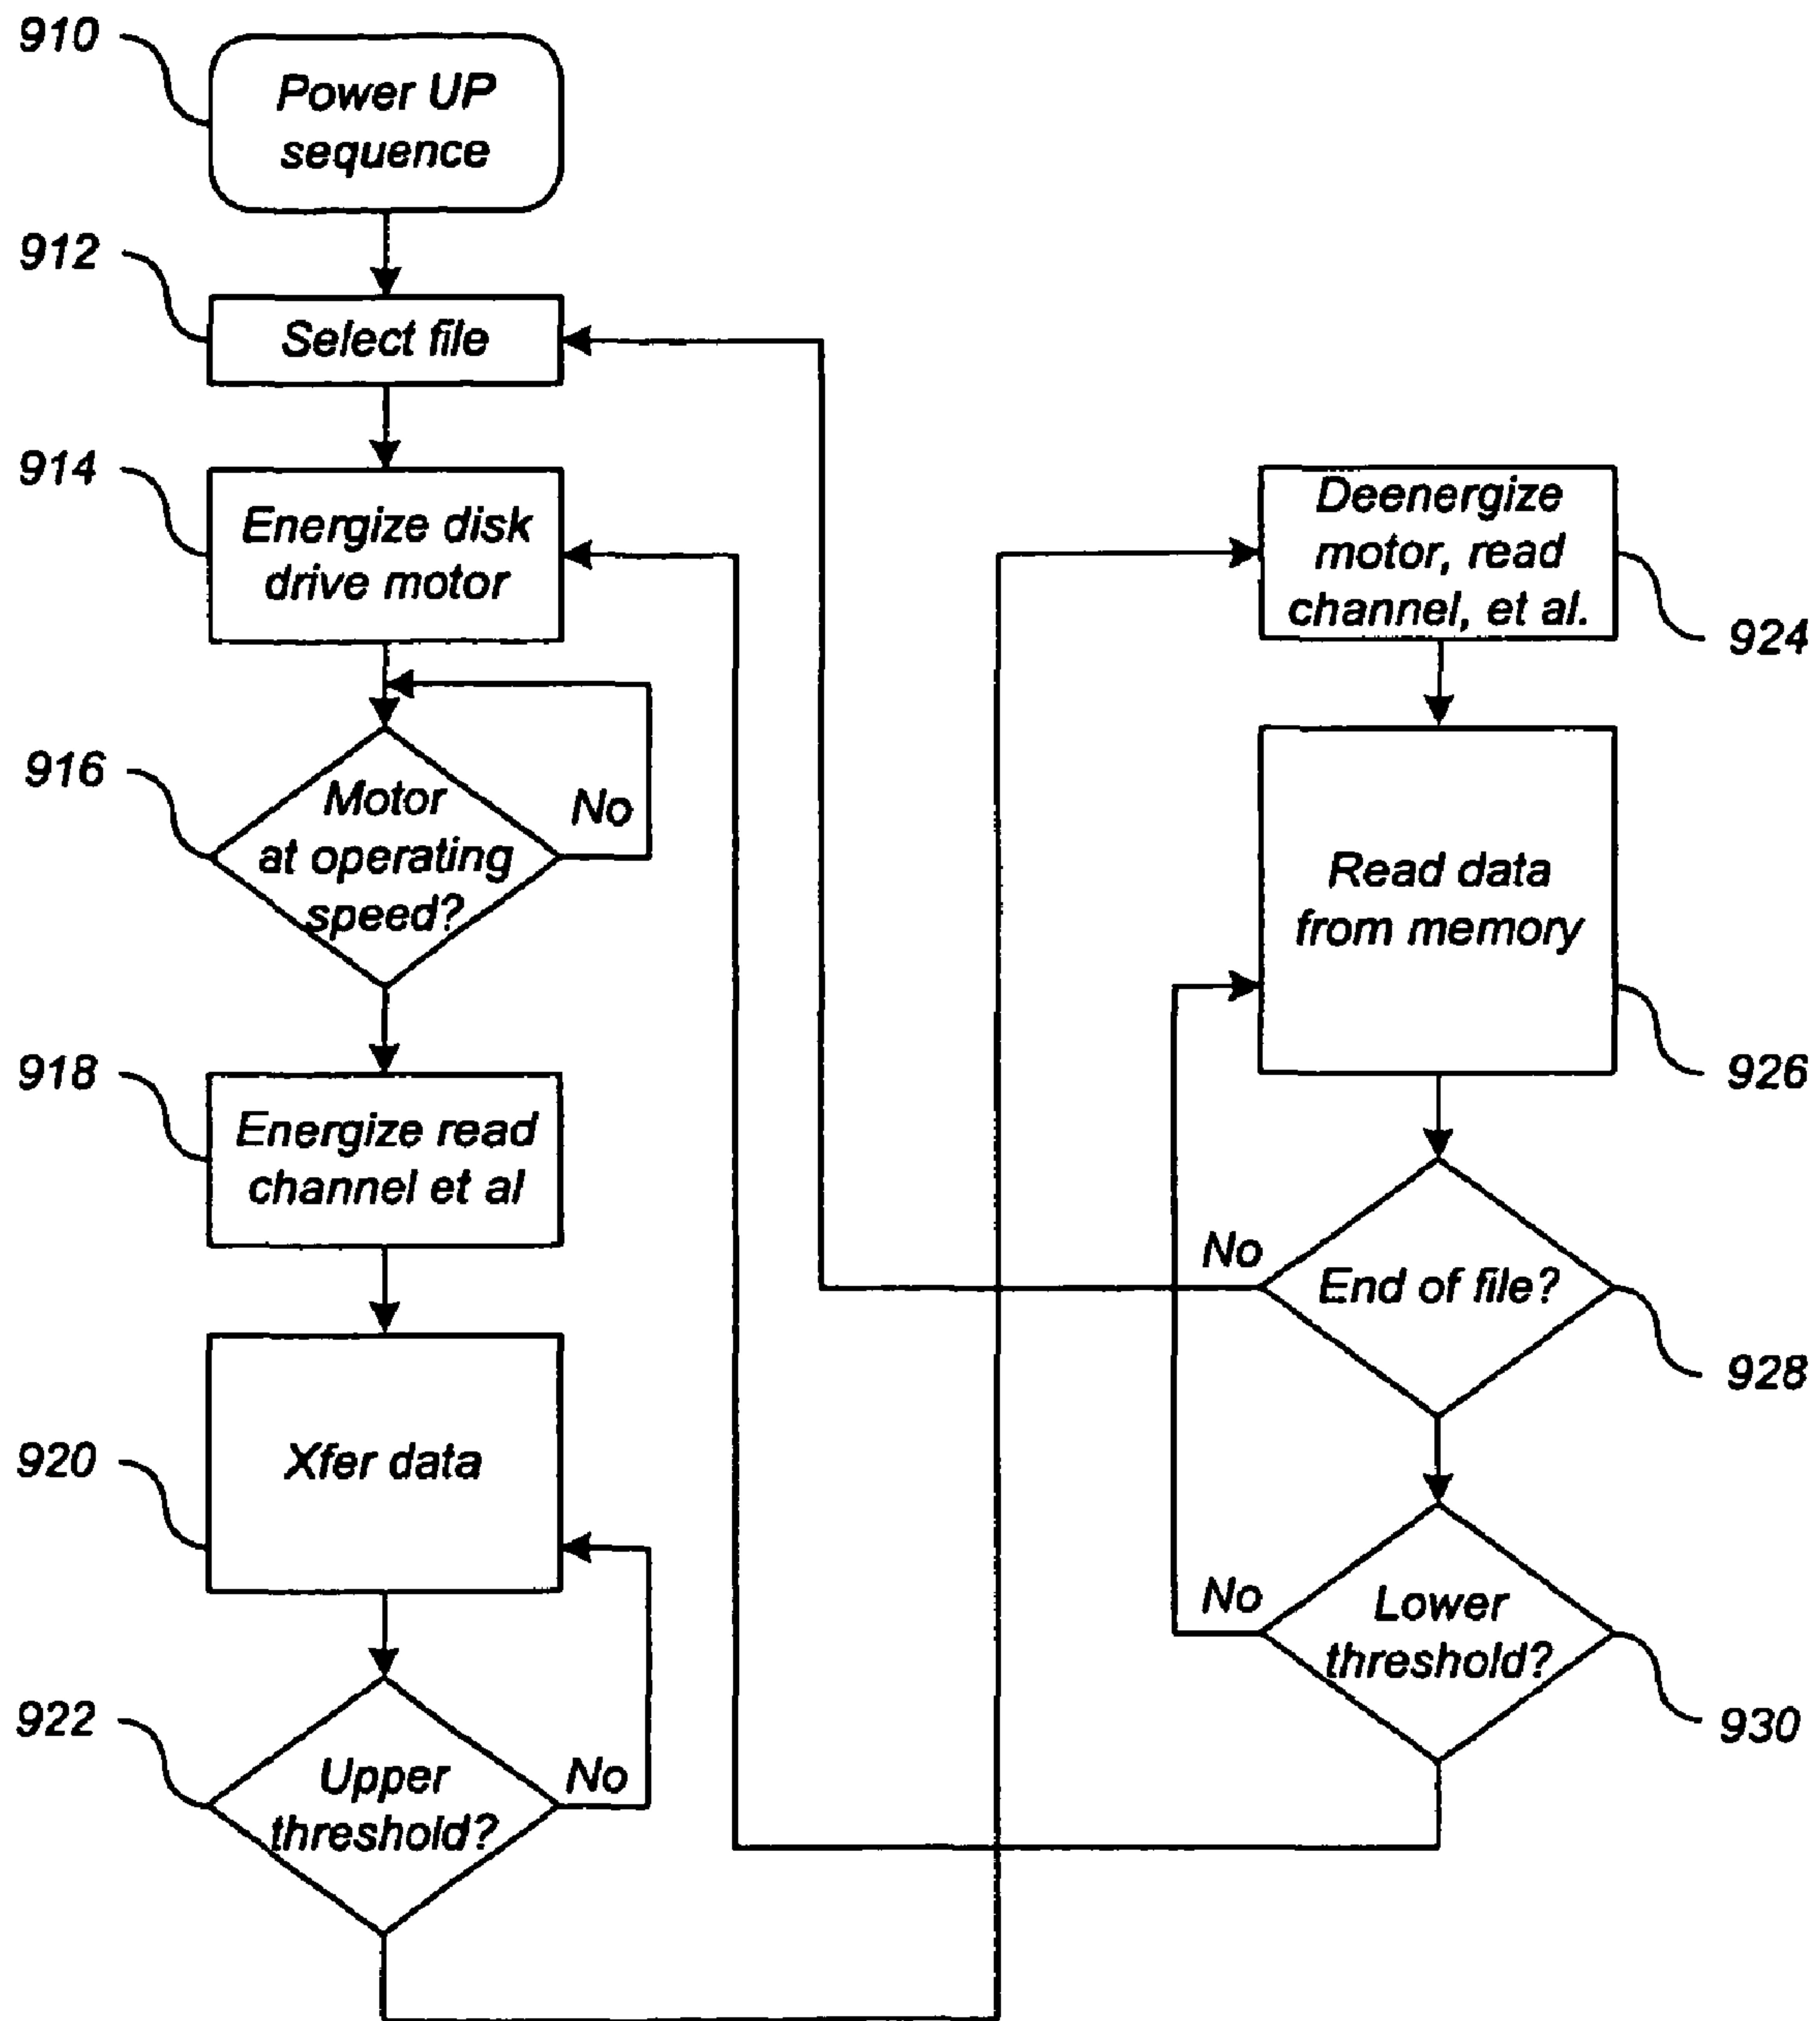 910
Power UP
sequence
912
Select file
914
Energize disk
drive motor
916
Motor
at operating
speed?
No
918
Energize read
channel et al
920
Xfer data
922
Upper
threshold?
No
Deenergize
motor, read
channel, et al.
924
Read data
from memory
926
No
End of file?
928
No
Lower
threshold?
930